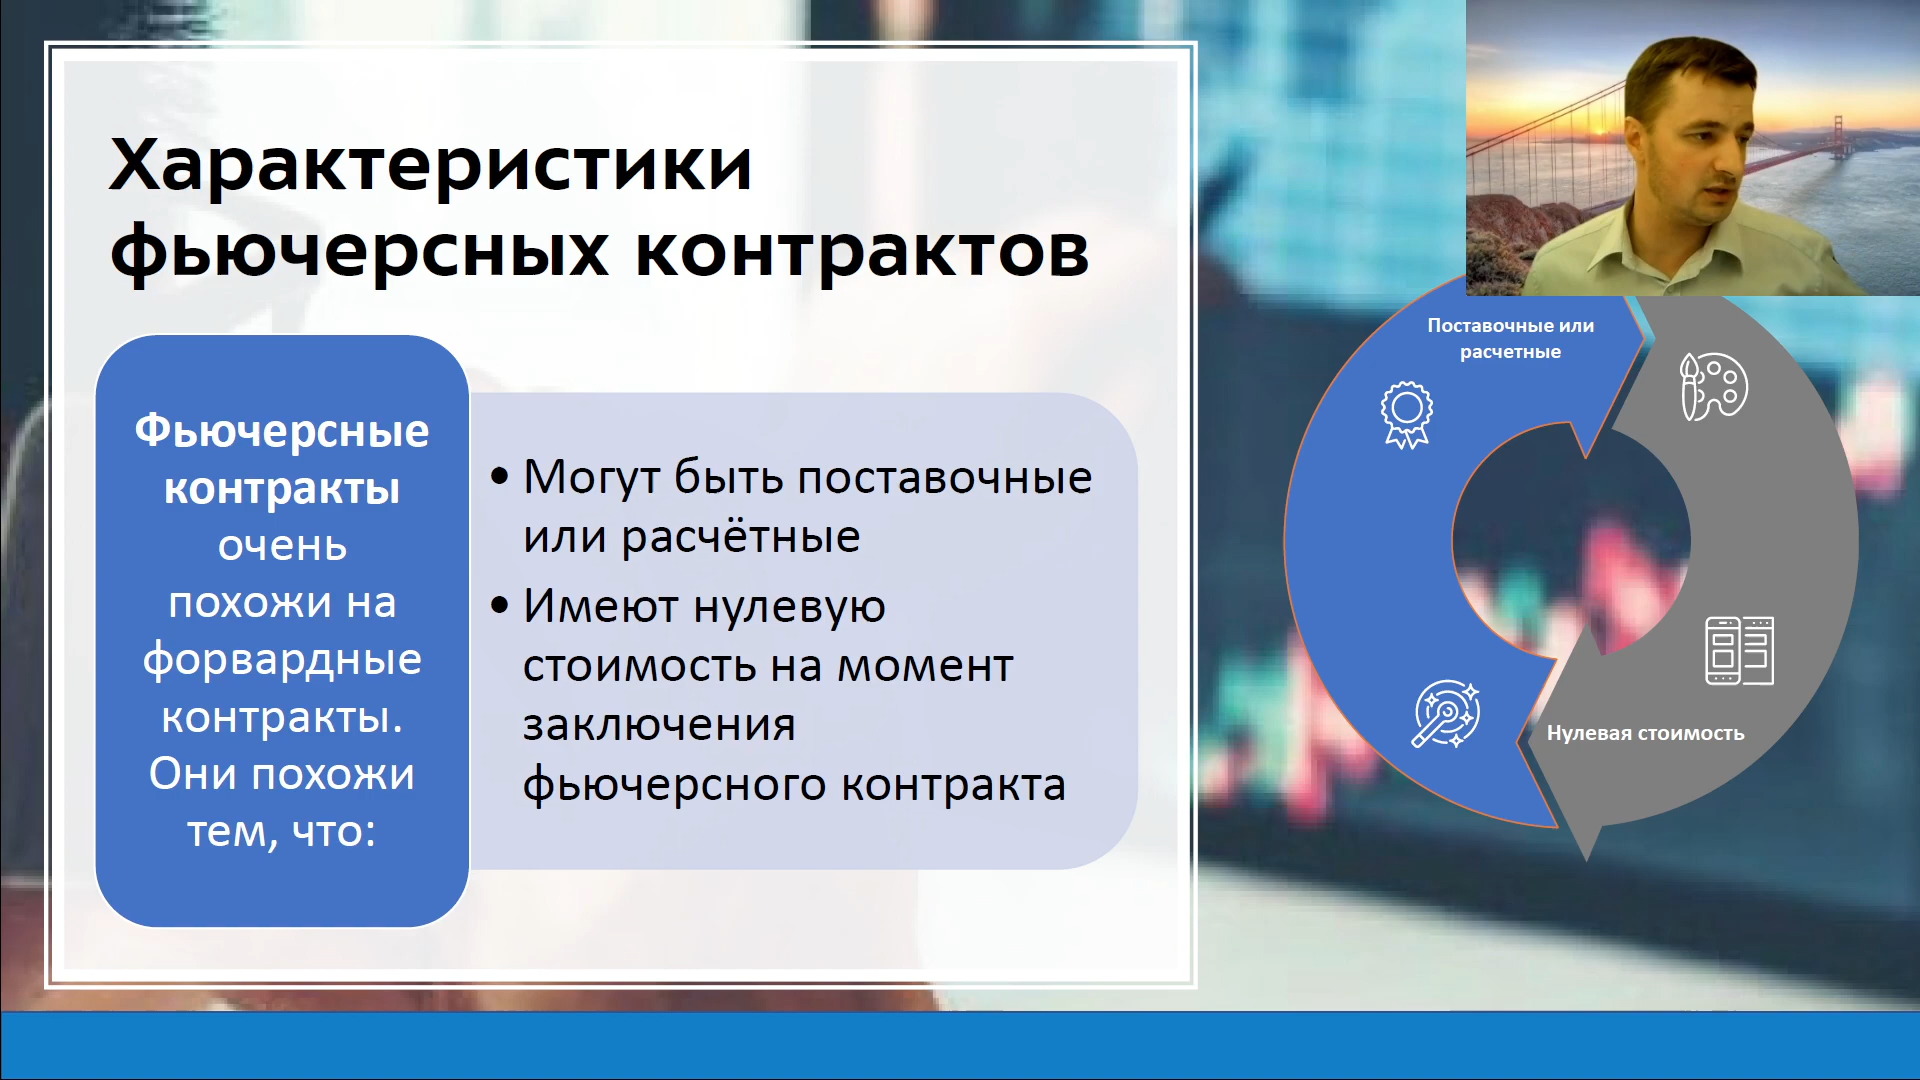 Характеристики
фьючерсных контрактов
Фьючерсные
контракты
очень
похожи на
форвардные
контракты.
Они похожи
тем, что:
• Могут быть поставочные
или расчётные
• Имеют нулевую
стоимость на момент
заключения
фьючерсного контракта
Поставочные или
расчетные
Нулевая стоимость